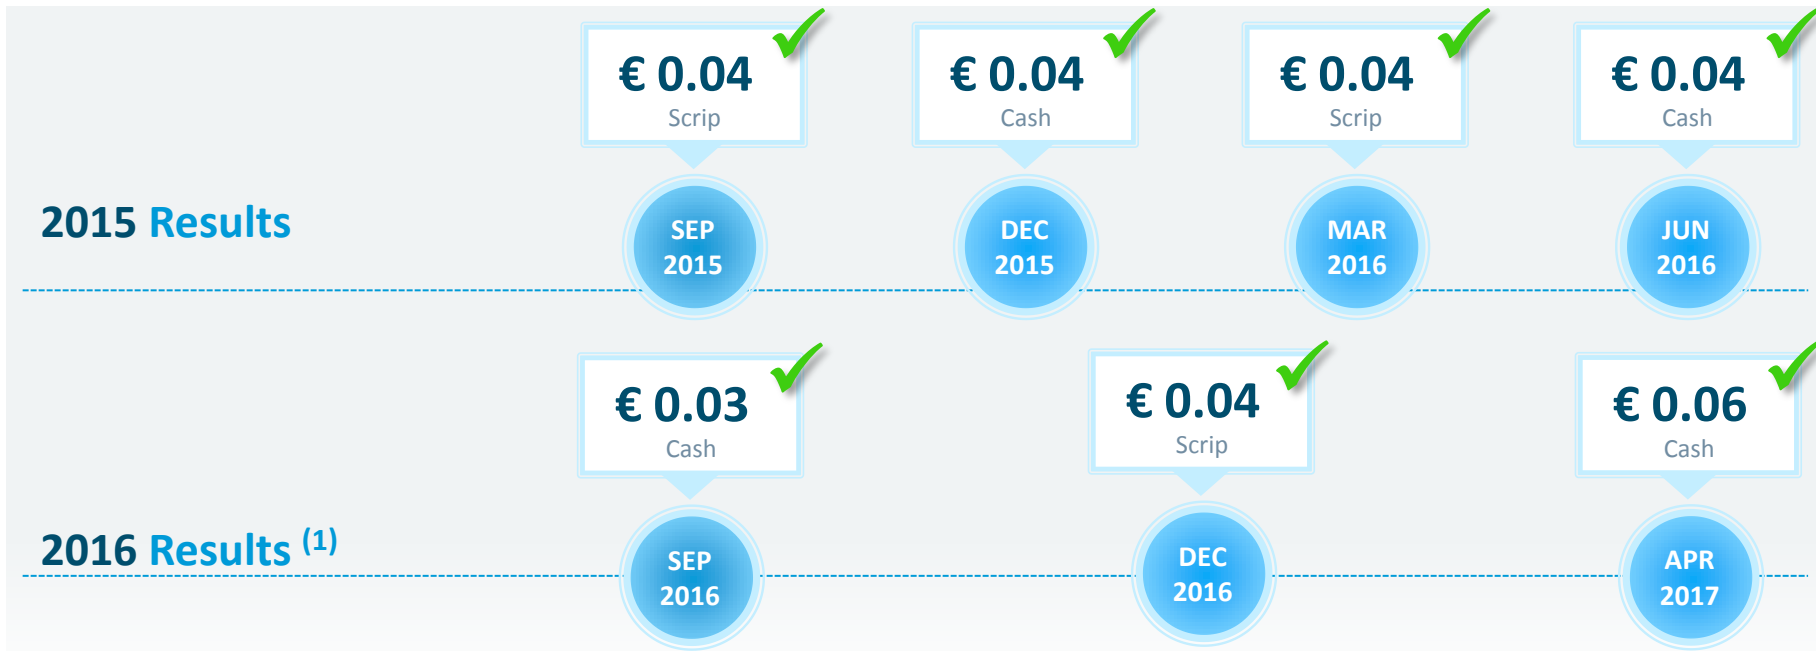 € 0.04
Scrip
€ 0.04
Cash
€ 0.04
Scrip
€ 0.04
Cash
2015 Results
SEP
2015
DEC
2015
MAR
2016
JUN
2016
€ 0.03
Cash
€ 0.04
Scrip
€ 0.06
Cash
2016 Results (1)
SEP
2016
DEC
2016
APR
2017